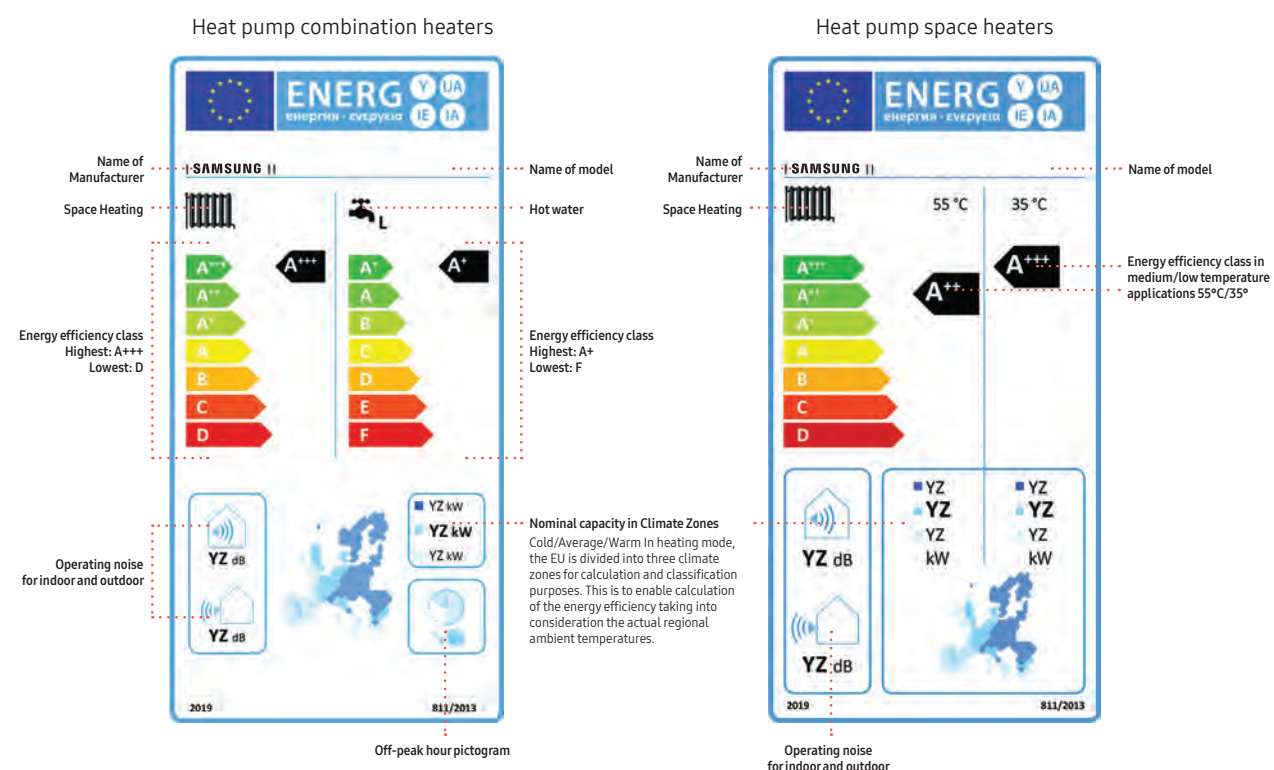 Heat pump combination heaters
ENERG
Y UA
IE IA
енергия · ενεργεια
Name of
Manufacturer
SAMSUNG
Name of model
Space Heating
Hot water
L
A+++
A++
A+
A
B
C
D
A+++
A+
A
B
C
D
E
F
A+
Energy efficiency class
Highest: A+++
Lowest: D
Energy efficiency class
Highest: A+
Lowest: F
YZ dB
YZ dB
YZ kW
YZ kW
YZ kW
Operating noise
for indoor and outdoor
Nominal capacity in Climate Zones
Cold/Average/Warm In heating mode,
the EU is divided into three climate
zones for calculation and classification
purposes. This is to enable calculation
of the energy efficiency taking into
consideration the actual regional
ambient temperatures.
2019
811/2013
Off-peak hour pictogram
Heat pump space heaters
ENERG
Y UA
IE IA
енергия · ενεργεια
Name of
Manufacturer
SAMSUNG
Name of model
Space Heating
55 °C
35 °C
A+++
A++
A+
A
B
C
D
A++
A+++
Energy efficiency class in
medium/low temperature
applications 55°C/35°
YZ dB
YZ dB
YZ
YZ
YZ
kW
YZ
YZ
YZ
kW
2019
811/2013
Operating noise
for indoor and outdoor